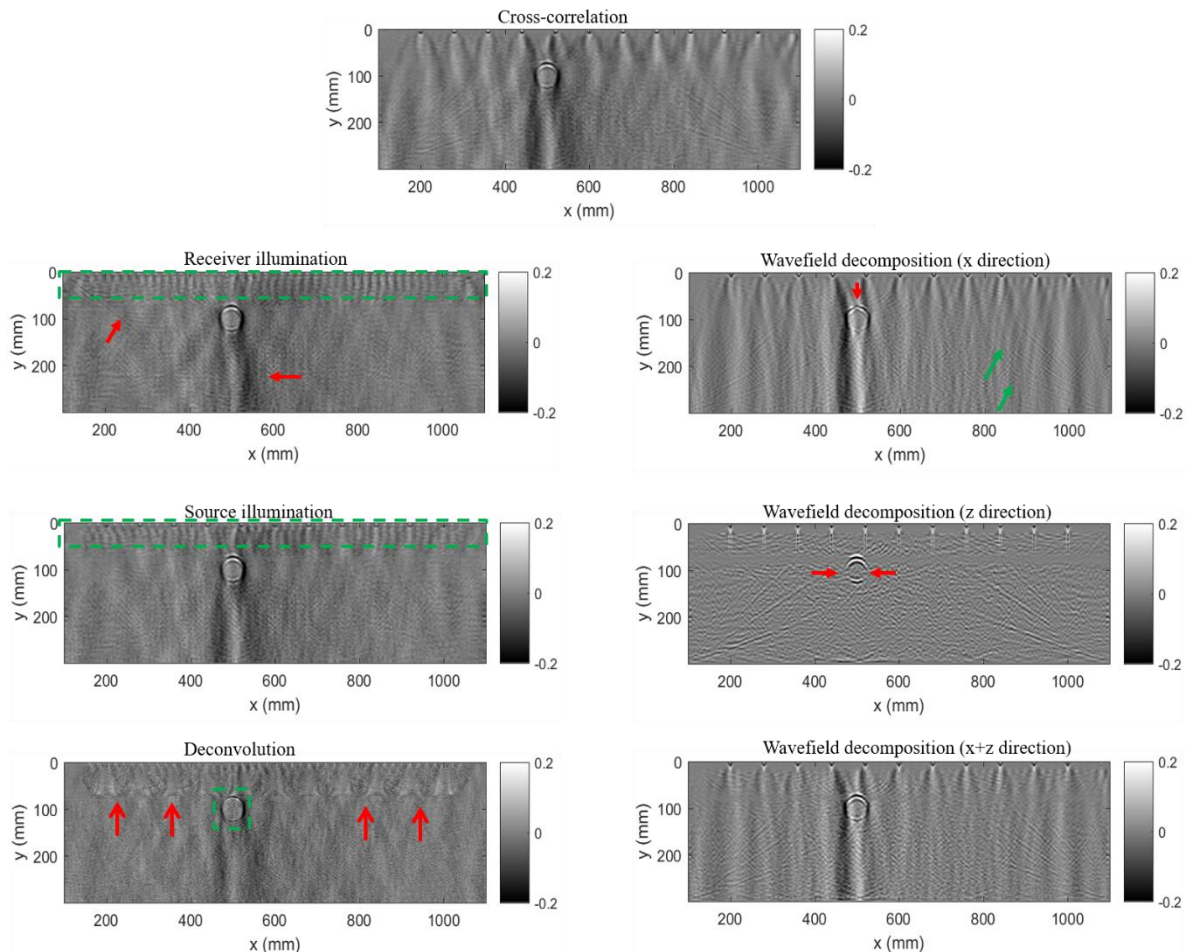 Cross-correlation
0
100
200
y (mm)
200 400 600 800 1000
x (mm)
0.2
0
-0.2
Receiver illumination
0
100
200
y (mm)
200 400 600 800 1000
x (mm)
0.2
0
-0.2
Wavefield decomposition (x direction)
0
100
200
y (mm)
200 400 600 800 1000
x (mm)
0.2
0
-0.2
Source illumination
0
100
200
y (mm)
200 400 600 800 1000
x (mm)
0.2
0
-0.2
Wavefield decomposition (z direction)
0
100
200
y (mm)
200 400 600 800 1000
x (mm)
0.2
0
-0.2
Deconvolution
0
100
200
y (mm)
200 400 600 800 1000
x (mm)
0.2
0
-0.2
Wavefield decomposition (x+z direction)
0
100
200
y (mm)
200 400 600 800 1000
x (mm)
0.2
0
-0.2